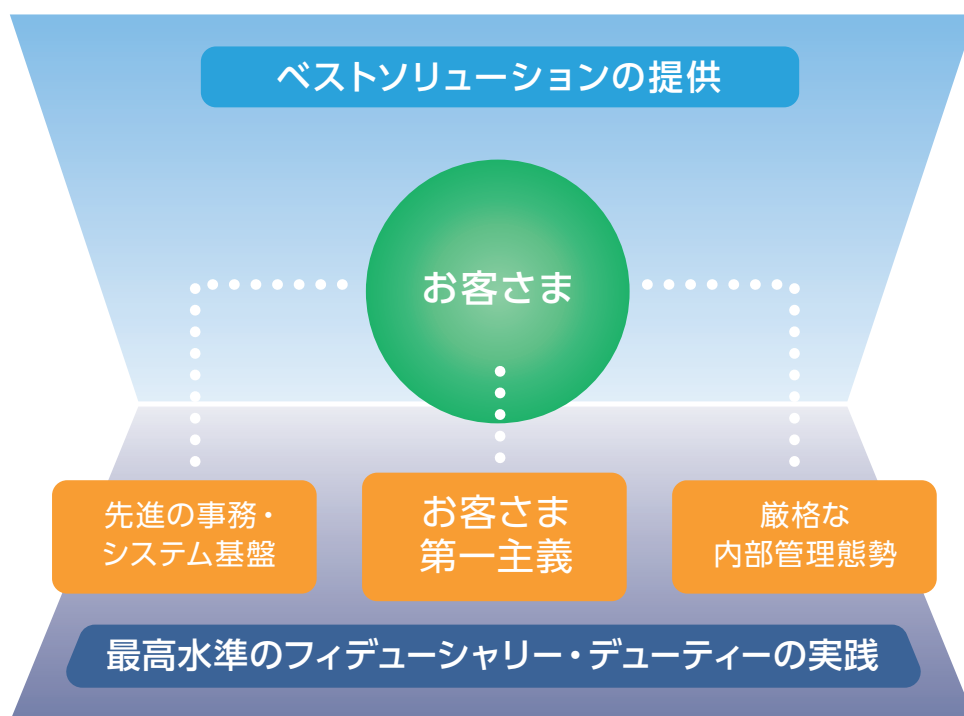 ベストソリューションの提供
お客さま
先進の事務・
システム基盤
お客さま
第一主義
厳格な
内部管理態勢
最高水準のフィデューシャリー・デューティーの実践